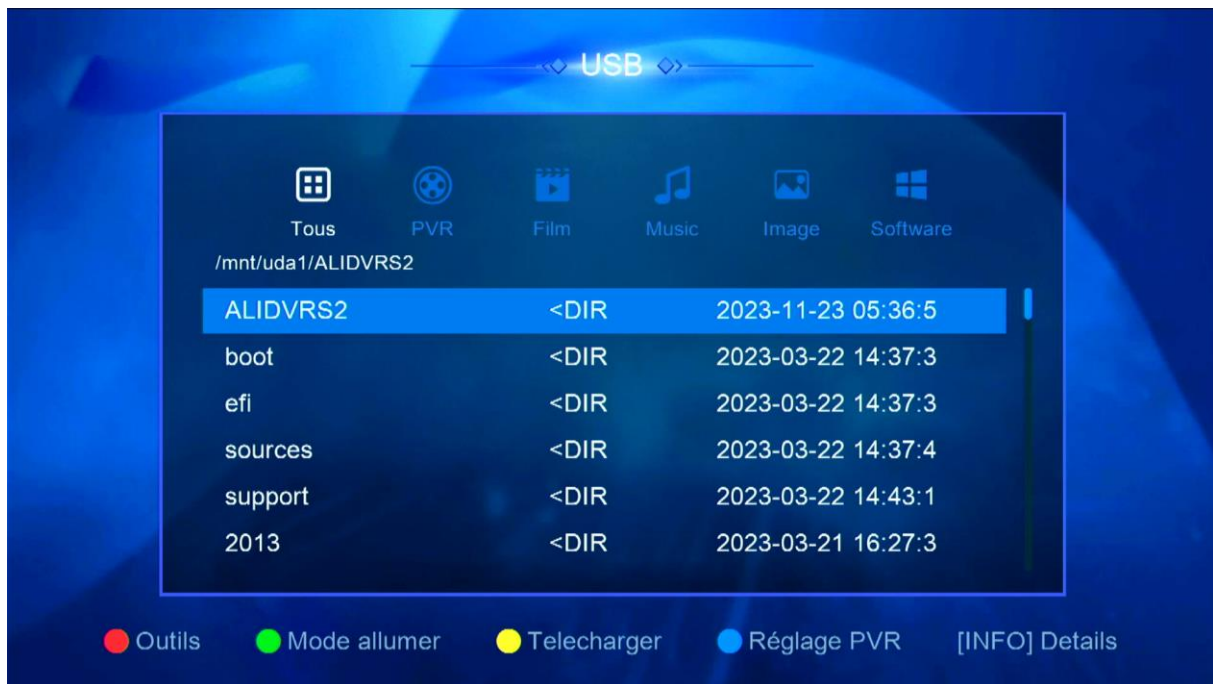 USB
Tous PVR Film Music Image Software
/mnt/uda1/ALIDVRS2
ALIDVRS2 <DIR 2023-11-23 05:36:5
boot <DIR 2023-03-22 14:37:3
efi <DIR 2023-03-22 14:37:3
sources <DIR 2023-03-22 14:37:4
support <DIR 2023-03-22 14:43:1
2013 <DIR 2023-03-21 16:27:3
Outils Mode allumer Telecharger Réglage PVR [INFO] Details